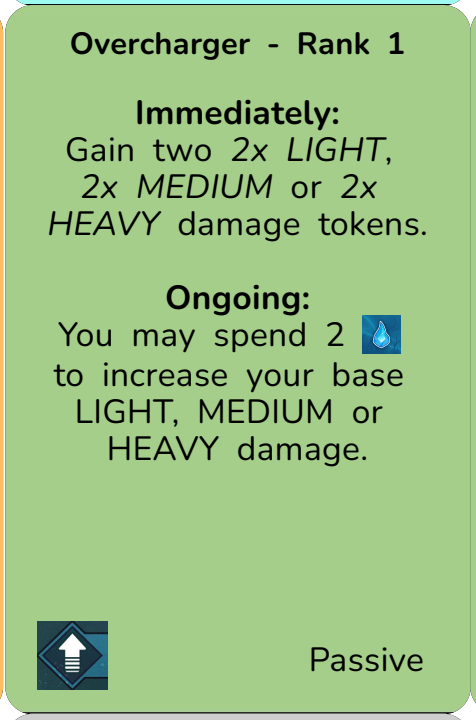 Overcharger - Rank 1
Immediately:
Gain two 2x LIGHT,
2x MEDIUM or 2x
HEAVY damage tokens.
Ongoing:
You may spend 2
to increase your base
LIGHT, MEDIUM or
HEAVY damage.
Passive